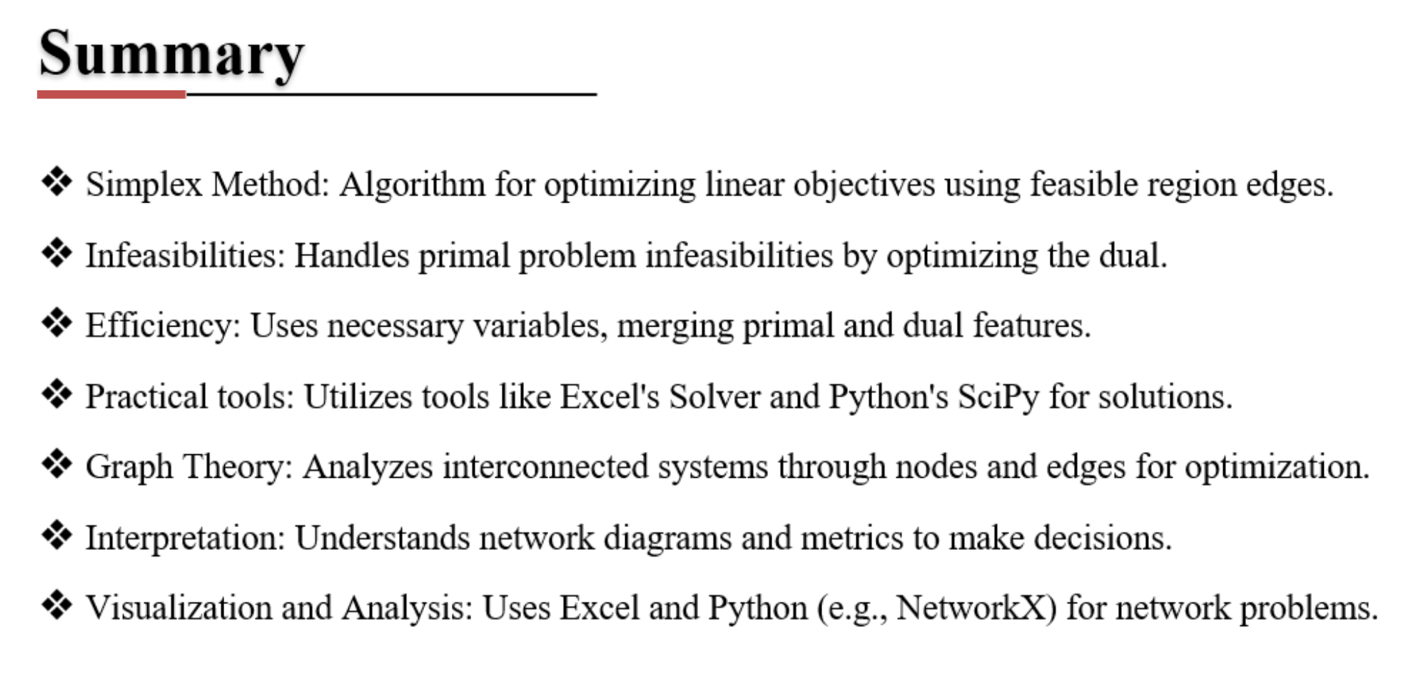 Summary
❖ Simplex Method: Algorithm for optimizing linear objectives using feasible region edges.
❖ Infeasibilities: Handles primal problem infeasibilities by optimizing the dual.
❖ Efficiency: Uses necessary variables, merging primal and dual features.
❖ Practical tools: Utilizes tools like Excel's Solver and Python's SciPy for solutions.
❖ Graph Theory: Analyzes interconnected systems through nodes and edges for optimization.
❖ Interpretation: Understands network diagrams and metrics to make decisions.
❖ Visualization and Analysis: Uses Excel and Python (e.g., NetworkX) for network problems.